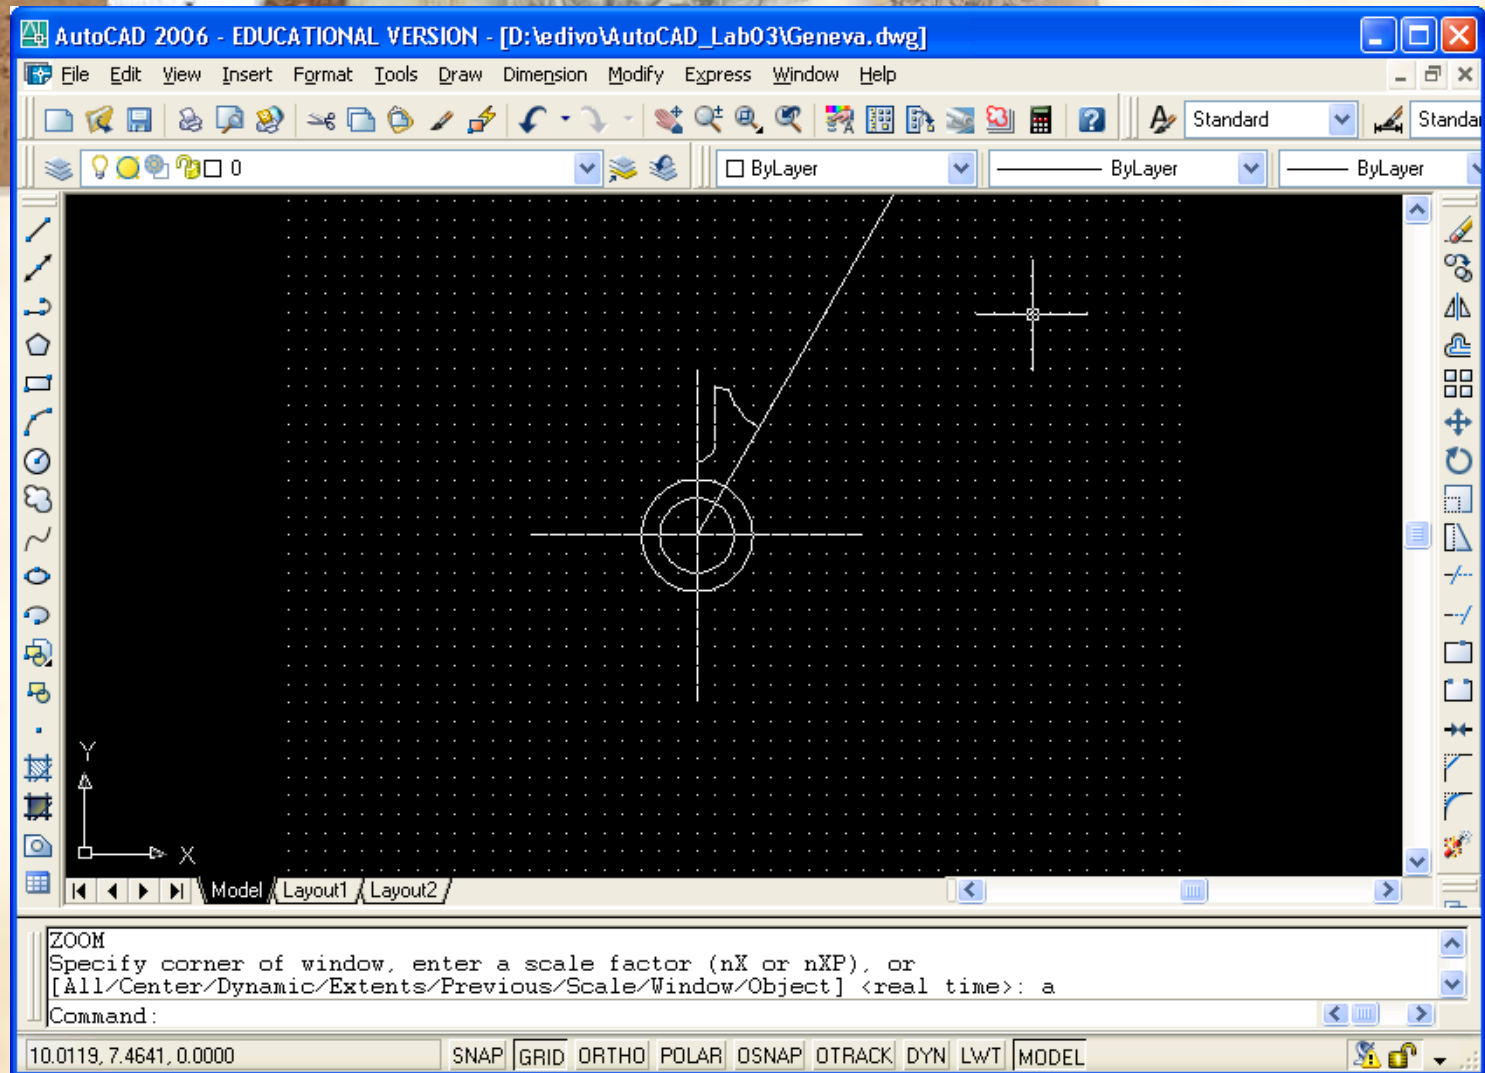 AutoCAD 2006 - EDUCATIONAL VERSION - [D:\edivo\AutoCAD_Lab03\Geneva.dwg]
File Edit View Insert Format Tools Draw Dimension Modify Express Window Help
Standard Standar
0 ByLayer ByLayer ByLayer
Y
X
Model Layout1 Layout2
ZOOM
Specify corner of window, enter a scale factor (nX or nXP), or
[All/Center/Dynamic/Extents/Previous/Scale/Window/Object] <real time>: a
Command:
10.0119, 7.4641, 0.0000 SNAP GRID ORTHO POLAR OSNAP OTRACK DYN LWT MODEL